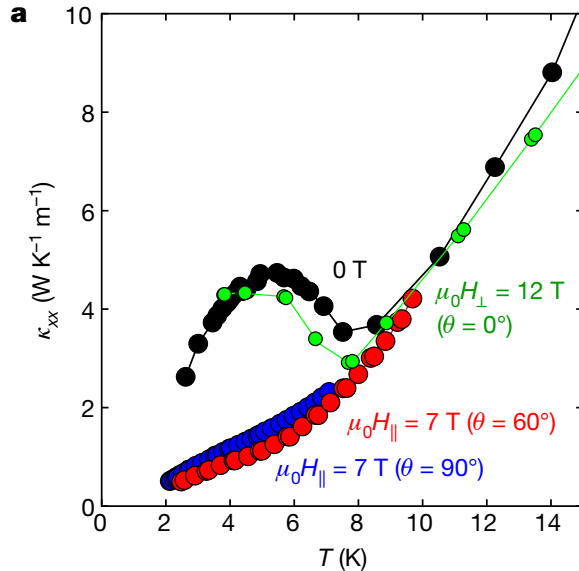 a
10
8
6
4
2
0
κxx (W K⁻¹ m⁻¹)
0 T
μ₀H⊥ = 12 T
(θ = 0°)
μ₀H∥ = 7 T (θ = 60°)
μ₀H∥ = 7 T (θ = 90°)
0 2 4 6 8 10 12 14
T (K)